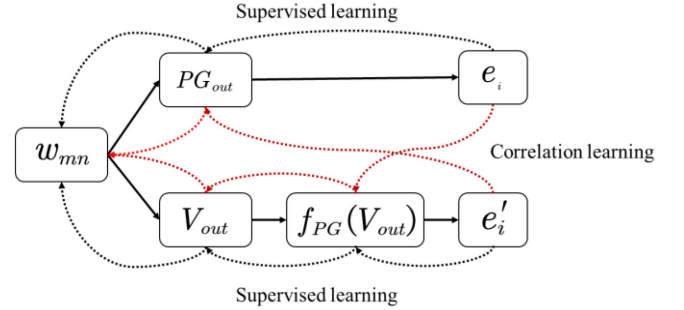 Supervised learning
PG_out
e_i
w_mn
Correlation learning
V_out
f_PG(V_out)
e'_i
Supervised learning